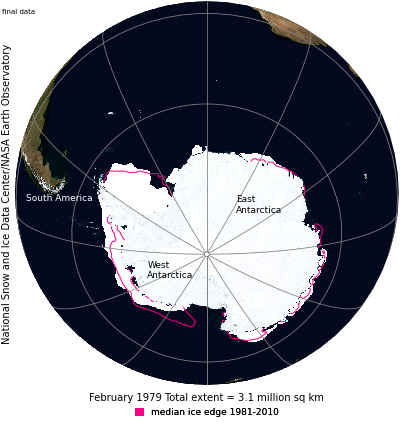 final data
National Snow and Ice Data Center/NASA Earth Observatory
South America
East
Antarctica
West
Antarctica
February 1979 Total extent = 3.1 million sq km
median ice edge 1981-2010